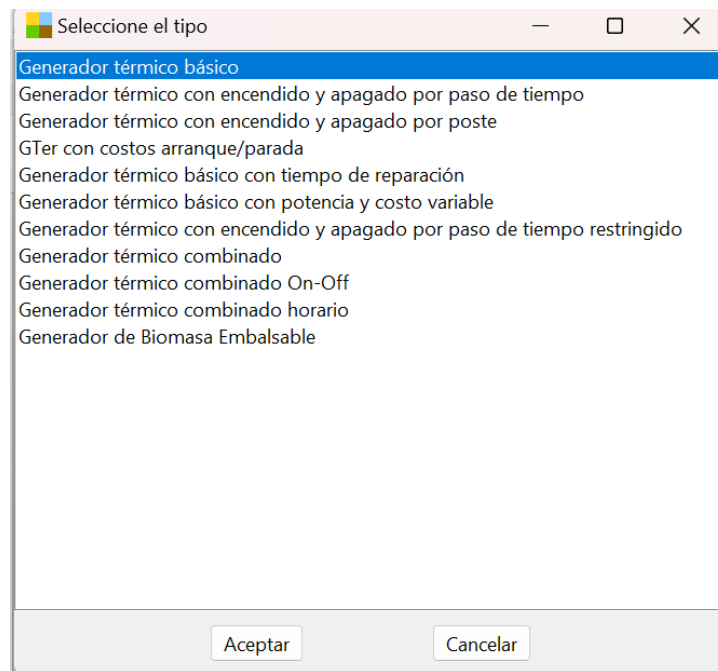 Seleccione el tipo
Generador térmico básico
Generador térmico con encendido y apagado por paso de tiempo
Generador térmico con encendido y apagado por poste
GTer con costos arranque/parada
Generador térmico básico con tiempo de reparación
Generador térmico básico con potencia y costo variable
Generador térmico con encendido y apagado por paso de tiempo restringido
Generador térmico combinado
Generador térmico combinado On-Off
Generador térmico combinado horario
Generador de Biomasa Embalsable
Aceptar Cancelar